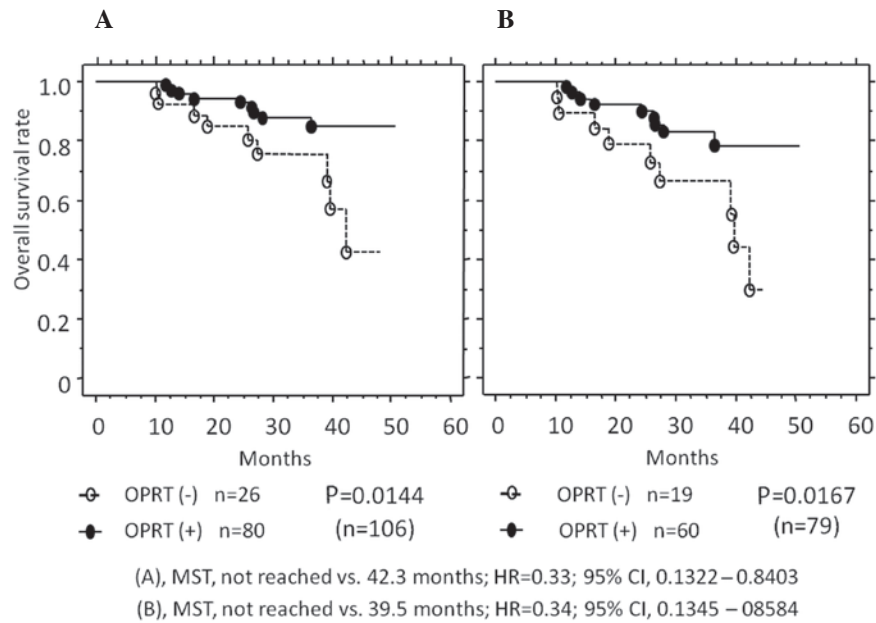 A B
Overall survival rate
1.0
0.8
0.6
0.4
0.2
0
0 10 20 30 40 50 60
0 10 20 30 40 50 60
Months
Months
OPRT (-) n=26 P=0.0144
OPRT (+) n=80 (n=106)
OPRT (-) n=19 P=0.0167
OPRT (+) n=60 (n=79)
(A), MST, not reached vs. 42.3 months; HR=0.33; 95% CI, 0.1322 – 0.8403
(B), MST, not reached vs. 39.5 months; HR=0.34; 95% CI, 0.1345 – 08584